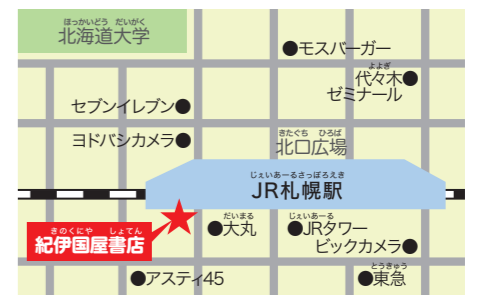 ほっかいどう だいがく
北海道大学
●モスバーガー
よよぎ
代々木●
ゼミナール
セブンイレブン●
ヨドバシカメラ●
きたぐち ひろば
北口広場
じぇいあーるさっぽろえき
JR札幌駅
きのくにや しょてん
紀伊国屋書店
だいまる
●大丸
じぇいあーる
●JRタワー
ビックカメラ●
●アスティ45
とうきゅう
●東急